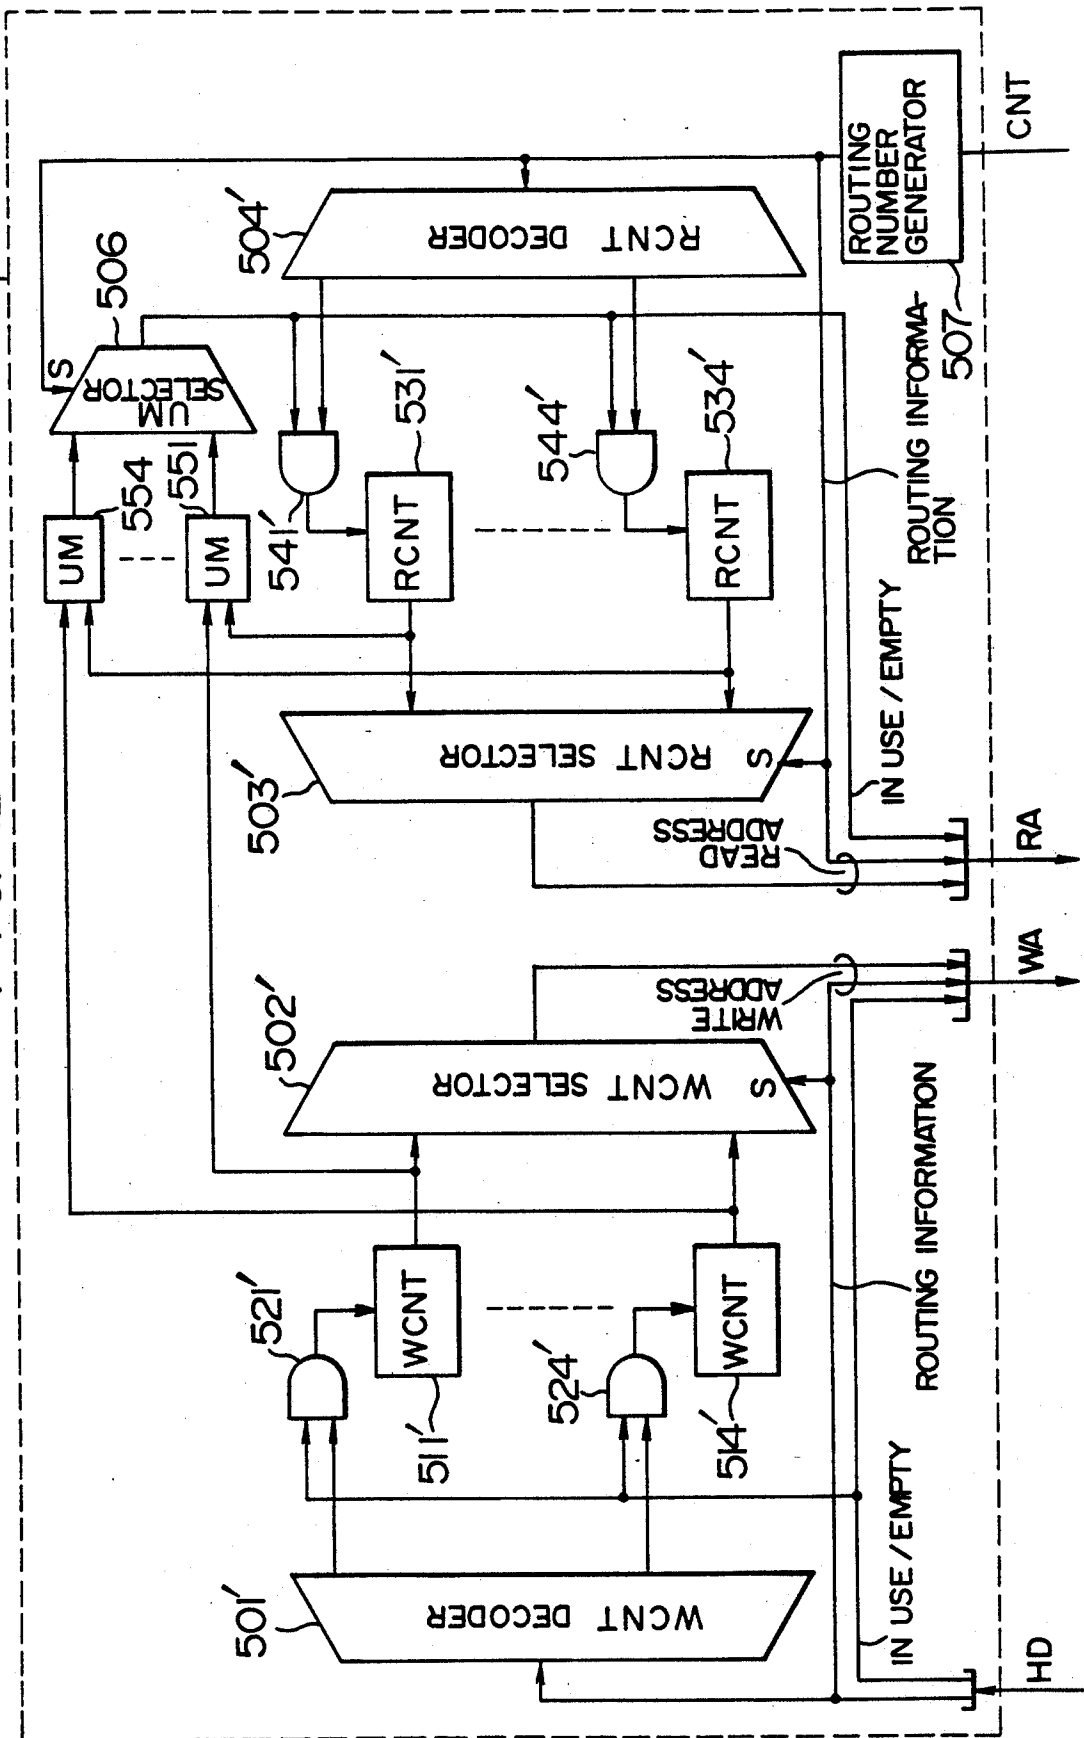 HD
IN USE / EMPTY
ROUTING INFORMATION
501'
WCNT DECODER
521'
524'
WCNT
511'
WCNT
514'
502'
WCNT SELECTOR
S
WRITE
ADDRESS
WA
503'
RCNT SELECTOR
S
READ
ADDRESS
RA
IN USE / EMPTY
ROUTING INFORMA-
TION
UM
554
UM
551
UM
SELECTOR
S
506
541'
RCNT
531'
544'
RCNT
534'
504'
RCNT DECODER
ROUTING
NUMBER
GENERATOR
507
CNT